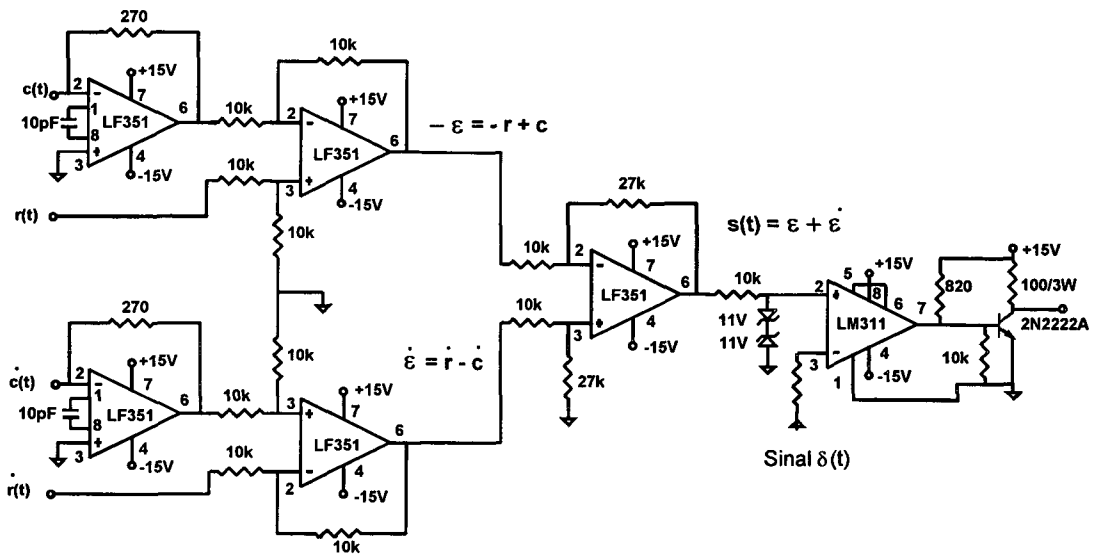 270
+15V
c(t)
2
-
7
1
10pF
8
LF351
6
+
3
4
-15V
10k
10k
+15V
2
-
7
LF351
6
+
3
4
-15V
− ε = -r + c
10k
r(t)
10k
270
+15V
ċ(t)
2
-
7
1
10pF
8
LF351
6
+
3
4
-15V
10k
10k
+15V
3
+
7
LF351
6
-
2
4
-15V
ε̇ = ṙ - ċ
10k
ṙ(t)
10k
27k
10k
+15V
2
-
7
LF351
6
+
3
4
-15V
10k
27k
s(t) = ε + ε̇
10k
11V
11V
5
+15V
8
6
2
+
LM311
7
-
3
4
-15V
1
820
10k
+15V
100/3W
2N2222A
Sinal δ(t)